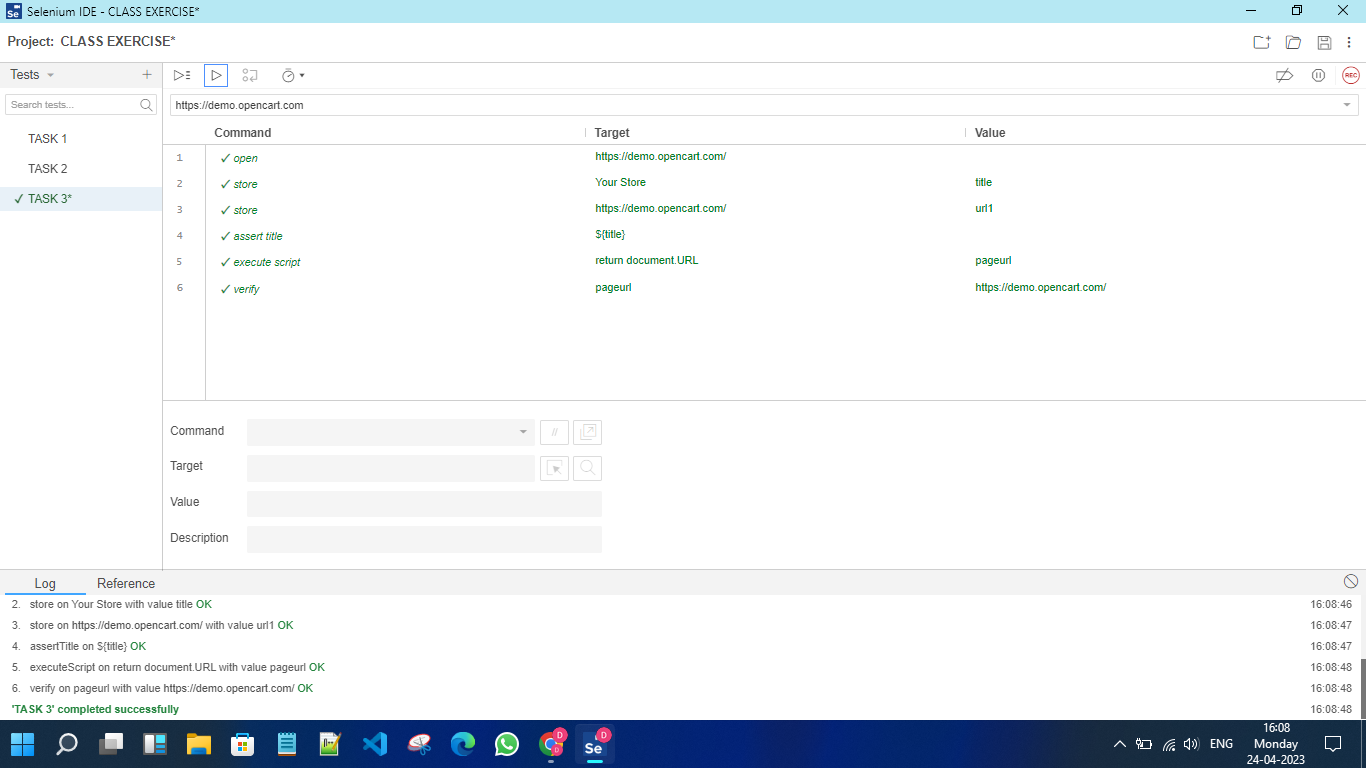 Selenium IDE - CLASS EXERCISE*
Project: CLASS EXERCISE*
Tests
Search tests...
TASK 1
TASK 2
✓ TASK 3*
REC
https://demo.opencart.com
Command Target Value
1 ✓ open https://demo.opencart.com/
2 ✓ store Your Store title
3 ✓ store https://demo.opencart.com/ url1
4 ✓ assert title ${title}
5 ✓ execute script return document.URL pageurl
6 ✓ verify pageurl https://demo.opencart.com/
Command //
Target
Value
Description
Log Reference
2. store on Your Store with value title OK 16:08:46
3. store on https://demo.opencart.com/ with value url1 OK 16:08:47
4. assertTitle on ${title} OK 16:08:47
5. executeScript on return document.URL with value pageurl OK 16:08:48
6. verify on pageurl with value https://demo.opencart.com/ OK 16:08:48
'TASK 3' completed successfully 16:08:48
D D Se D
ENG
16:08
Monday
24-04-2023